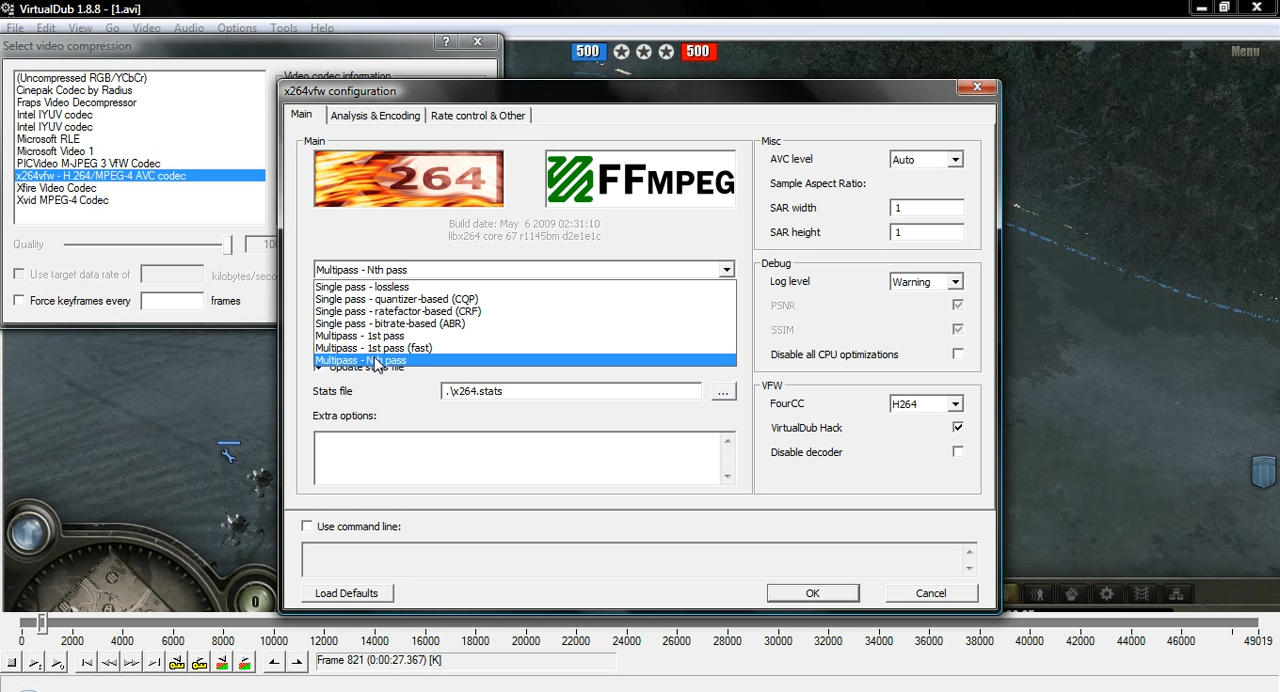 VirtualDub 1.8.8 - [1.avi]
File Edit View Go Video Audio Options Tools Help
500 500
Menu
Select video compression
?
(Uncompressed RGB/YCbCr)
Cinepak Codec by Radius
Fraps Video Decompressor
Intel IYUV codec
Intel IYUV codec
Microsoft RLE
Microsoft Video 1
PICVideo M-JPEG 3 VFW Codec
x264vfw - H.264/MPEG-4 AVC codec
Xfire Video Codec
Xvid MPEG-4 Codec
Video codec information
Quality
Use target data rate of
kilobytes/seco
Force keyframes every
frames
x264vfw configuration
Main
Analysis & Encoding
Rate control & Other
Main
264
FFMPEG
Build date: May 6 2009 02:31:10
libx264 core 67 r1145bm d2e1e1c
Multipass - Nth pass
Single pass - lossless
Single pass - quantizer-based (CQP)
Single pass - ratefactor-based (CRF)
Single pass - bitrate-based (ABR)
Multipass - 1st pass
Multipass - 1st pass (fast)
Multipass - Nth pass
Update stats file
Stats file
.\x264.stats
...
Extra options:
Misc
AVC level
Auto
Sample Aspect Ratio:
SAR width
1
SAR height
1
Debug
Log level
Warning
PSNR
SSIM
Disable all CPU optimizations
VFW
FourCC
H264
VirtualDub Hack
Disable decoder
Use command line:
Load Defaults
OK
Cancel
0
0 2000 4000 6000 8000 10000 12000 14000 16000 18000 20000 22000 24000 26000 28000 30000 32000 34000 36000 38000 40000 42000 44000 46000 49019
Frame 821 (0:00:27.367) [K]